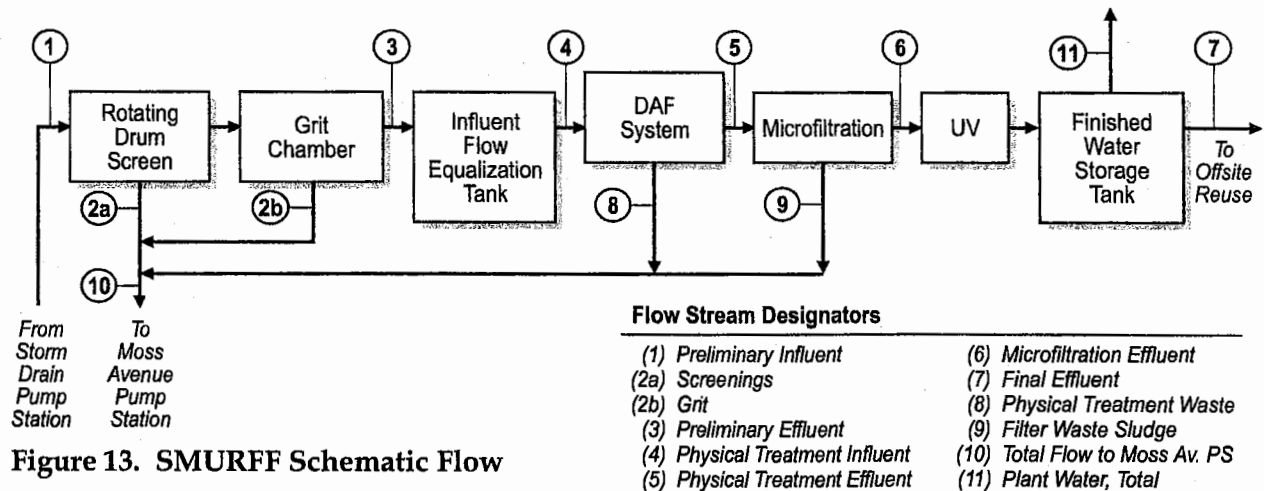 1
3
4
5
6
11
7
Rotating
Drum
Screen
Grit
Chamber
Influent
Flow
Equalization
Tank
DAF
System
Microfiltration
UV
Finished
Water
Storage
Tank
To
Offsite
Reuse
2a
2b
8
9
10
From
Storm
Drain
Pump
Station
To
Moss
Avenue
Pump
Station
Flow Stream Designators
(1) Preliminary Influent
(2a) Screenings
(2b) Grit
(3) Preliminary Effluent
(4) Physical Treatment Influent
(5) Physical Treatment Effluent
(6) Microfiltration Effluent
(7) Final Effluent
(8) Physical Treatment Waste
(9) Filter Waste Sludge
(10) Total Flow to Moss Av. PS
(11) Plant Water, Total
Figure 13. SMURFF Schematic Flow